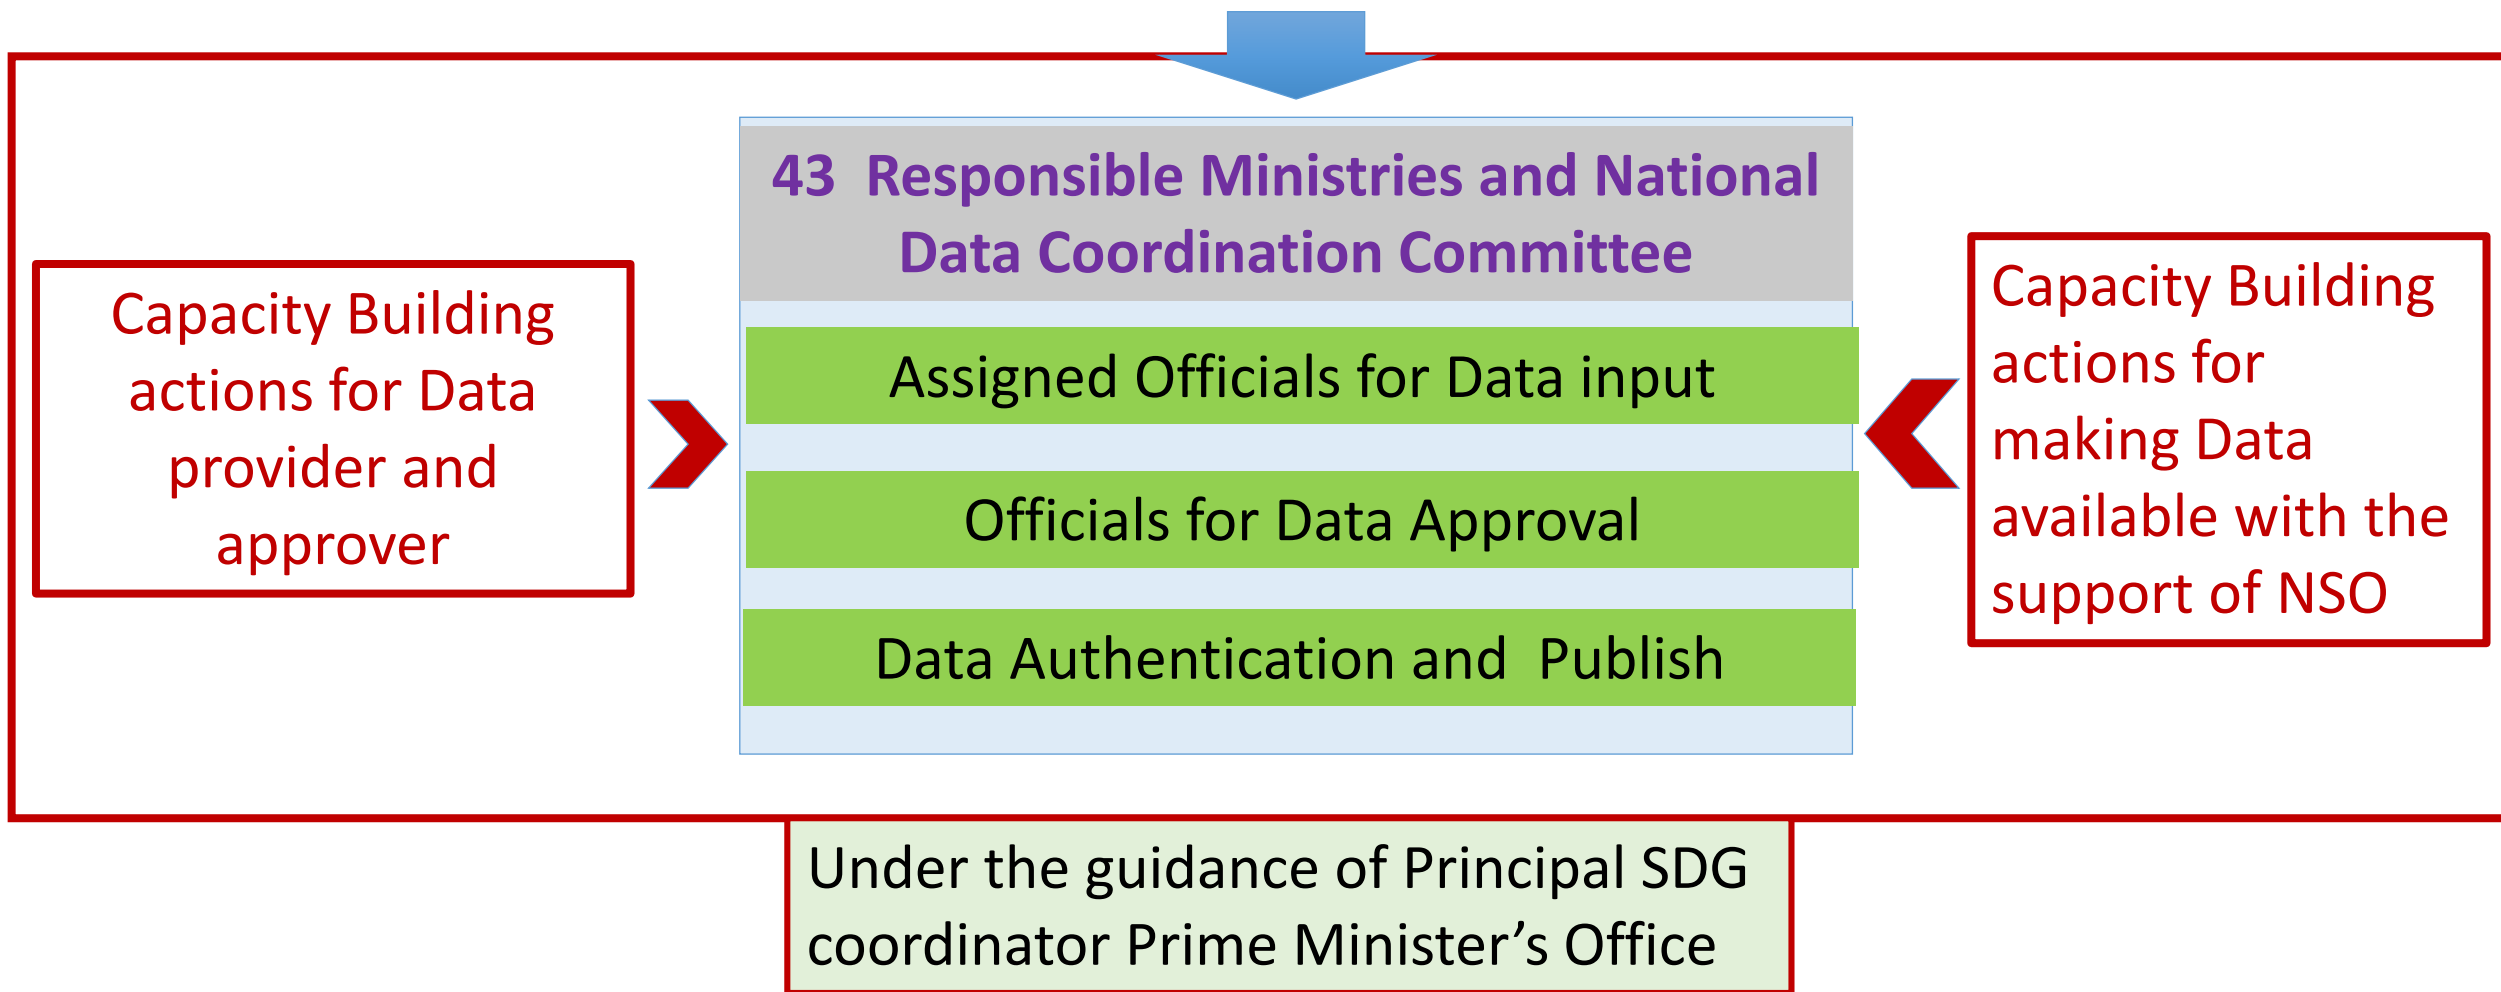 43 Responsible Ministries and National
Data Coordination Committee
Capacity Building
actions for Data
provider and
approver
Assigned Officials for Data input
Officials for Data Approval
Data Authentication and Publish
Capacity Building
actions for
making Data
available with the
support of NSO
Under the guidance of Principal SDG
coordinator Prime Minister’s Office